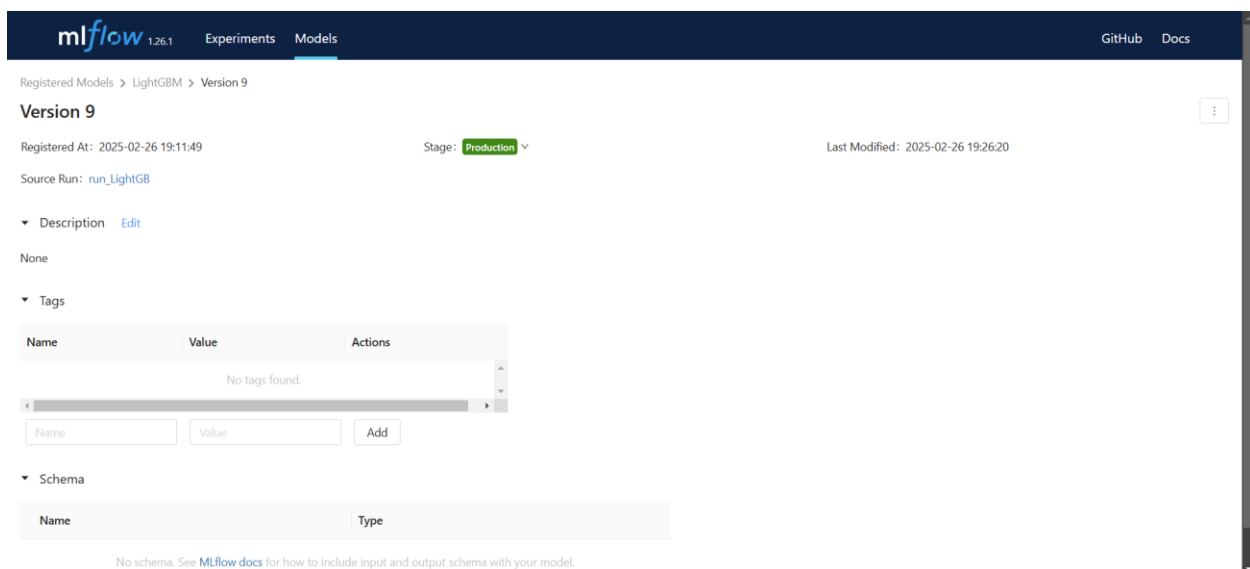 mlflow 1.26.1 Experiments Models GitHub Docs
Registered Models > LightGBM > Version 9
Version 9
Registered At: 2025-02-26 19:11:49 Stage: Production Last Modified: 2025-02-26 19:26:20
Source Run: run_LightGB
Description Edit
None
Tags
Name Value Actions
No tags found.
Name Value Add
Schema
Name Type
No schema. See MLflow docs for how to include input and output schema with your model.